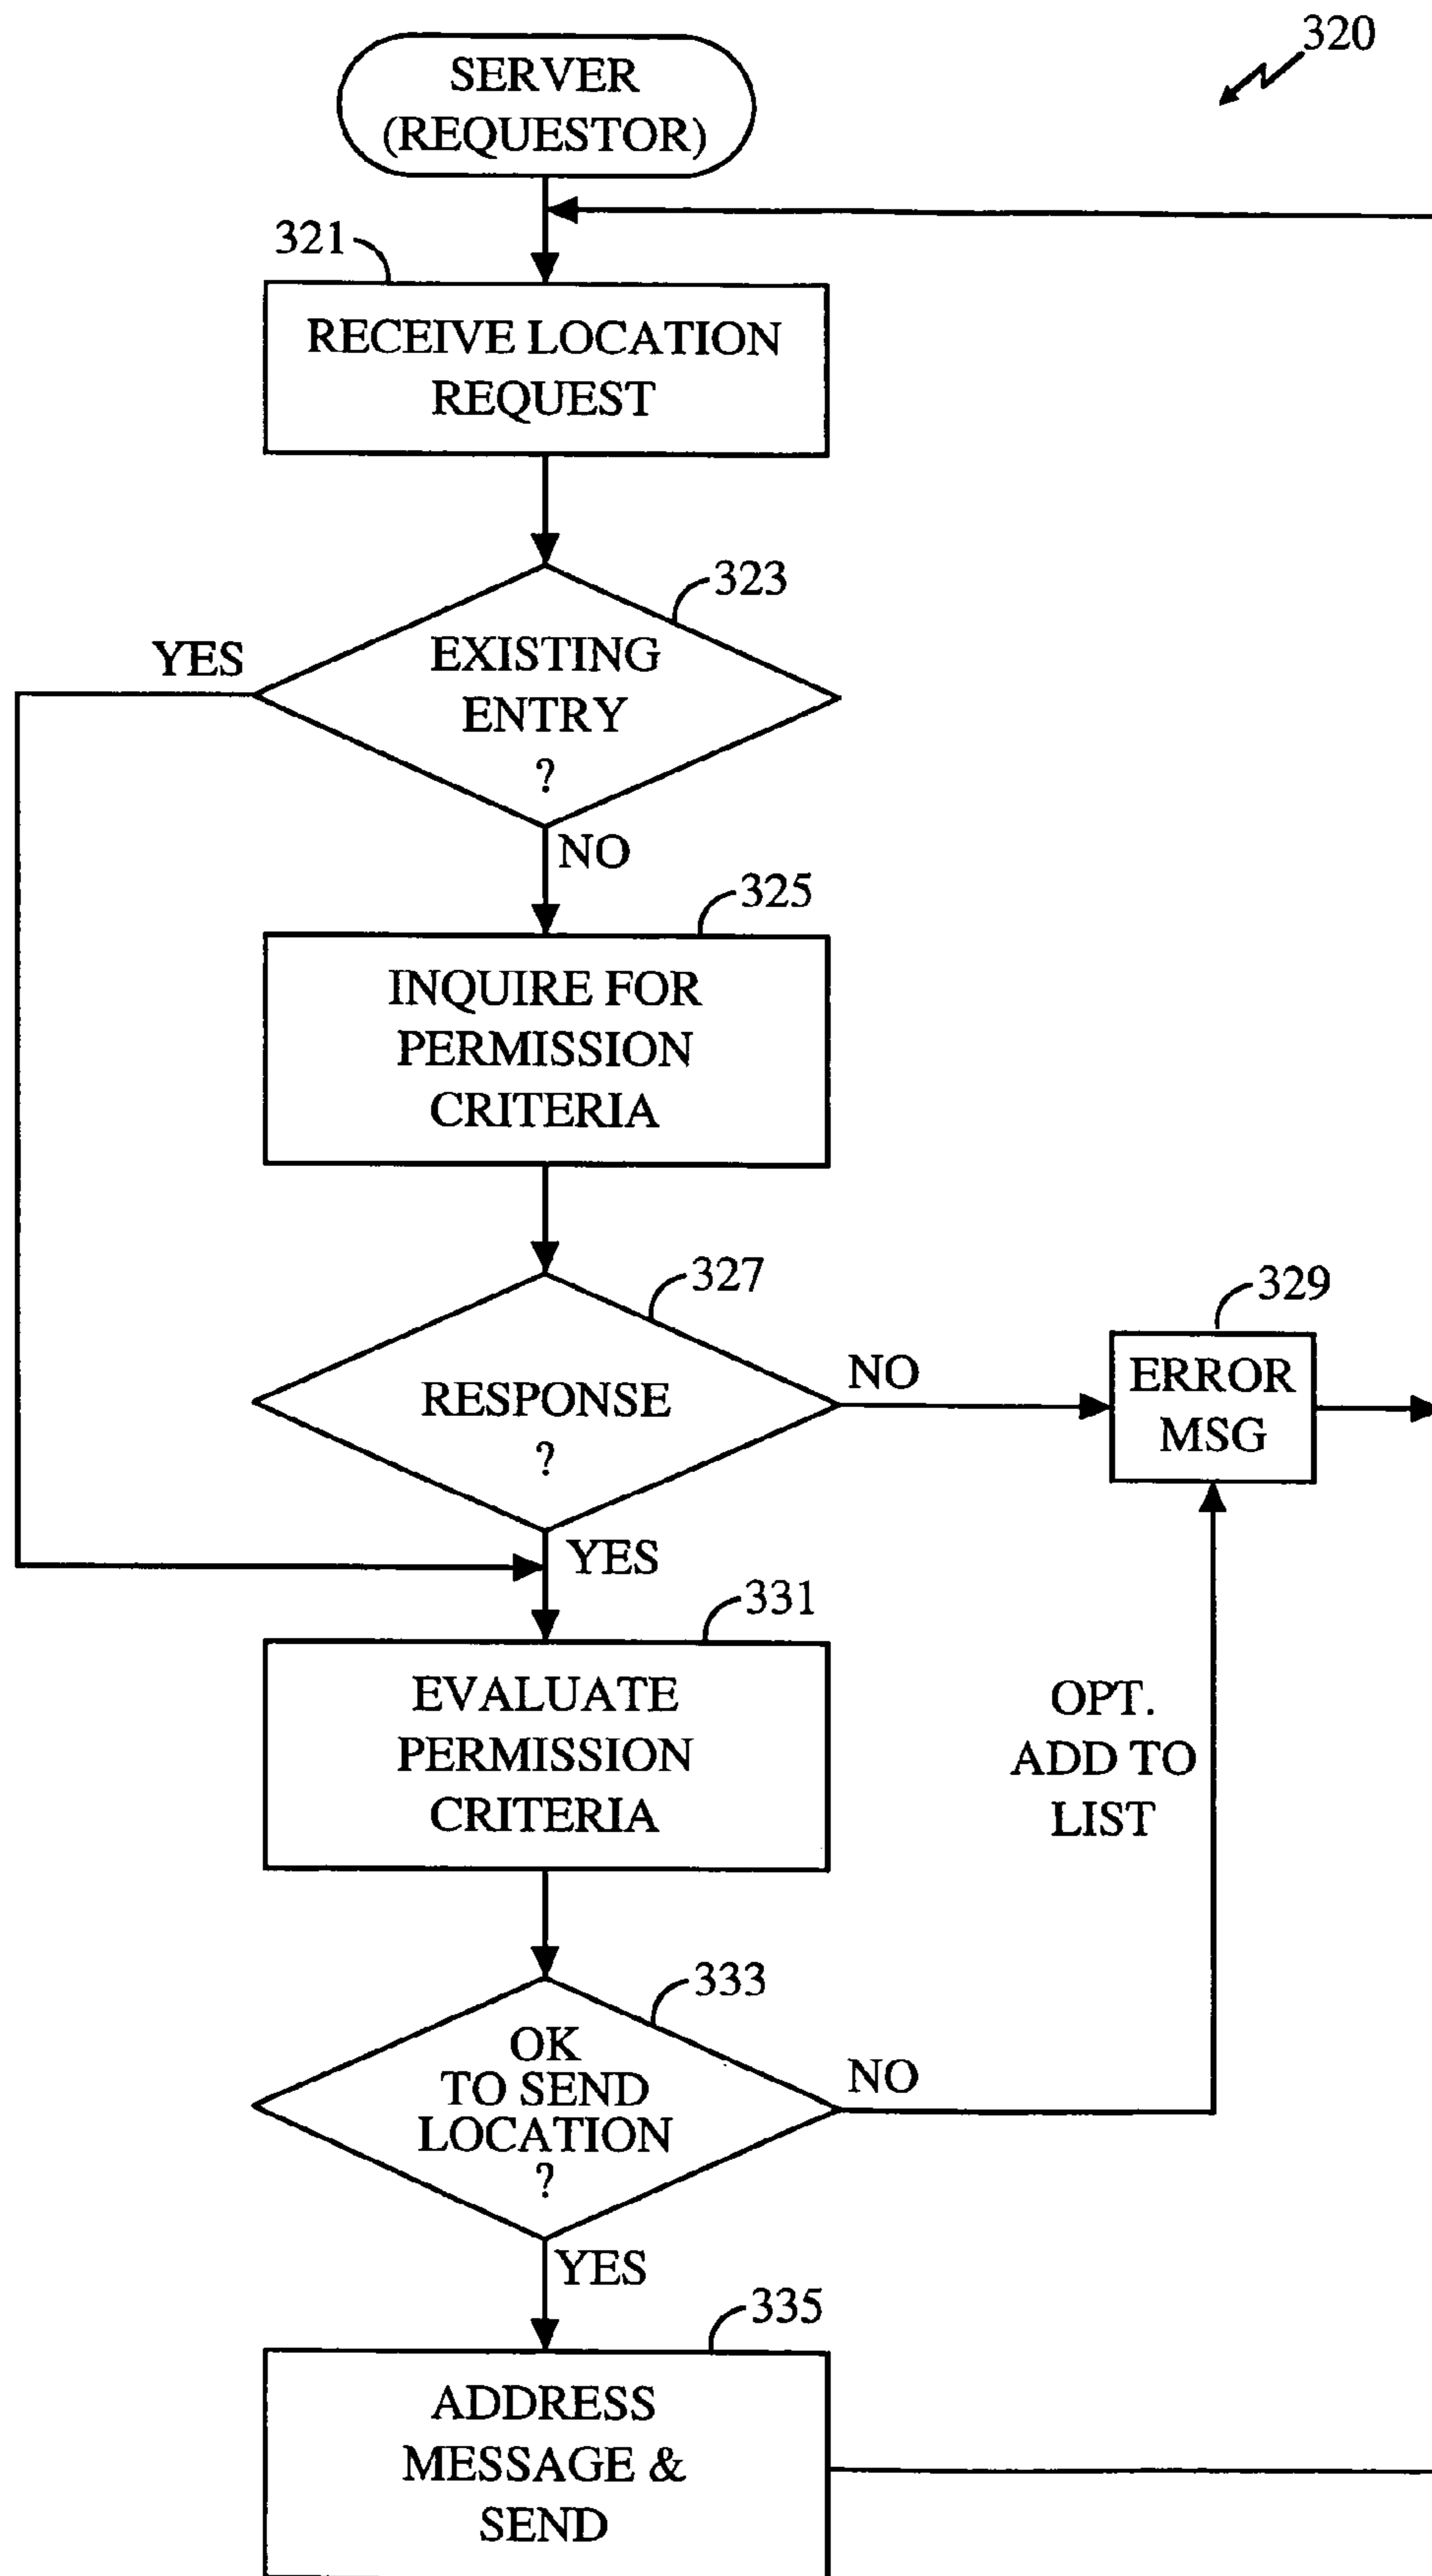 320
SERVER
(REQUESTOR)
321
RECEIVE LOCATION
REQUEST
323
YES
EXISTING
ENTRY
?
NO
325
INQUIRE FOR
PERMISSION
CRITERIA
327
RESPONSE
?
NO
329
ERROR
MSG
YES
331
EVALUATE
PERMISSION
CRITERIA
OPT.
ADD TO
LIST
333
OK
TO SEND
LOCATION
?
NO
YES
335
ADDRESS
MESSAGE &
SEND